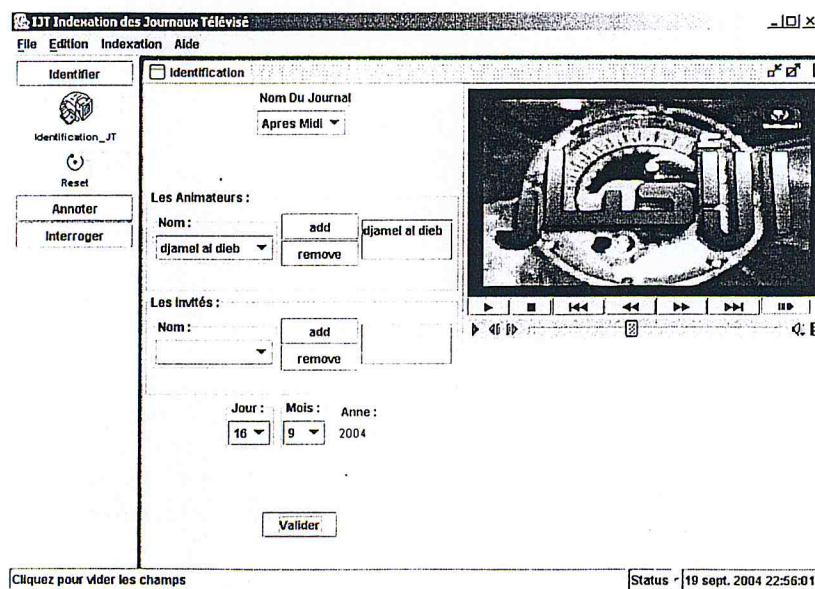 IJT Indexation des Journaux Télévisé
File Edition Indexation Aide
Identifier
Identification_JT
Reset
Annoter
Interroger
Identification
Nom Du Journal
Apres Midi
Les Animateurs :
Nom :
djamel al dieb
add
remove
djamel al dieb
Les Invités :
Nom :
add
remove
Jour :
16
Mois :
9
Anne :
2004
Valider
Cliquez pour vider les champs
Status
19 sept. 2004 22:56:01